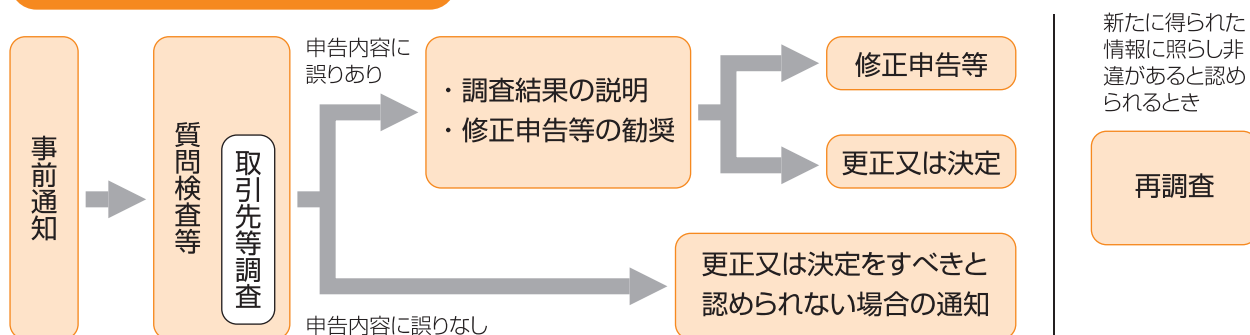 事前通知
質問検査等
取引先等調査
申告内容に
誤りあり
・調査結果の説明
・修正申告等の勧奨
修正申告等
更正又は決定
申告内容に誤りなし
更正又は決定をすべきと
認められない場合の通知
新たに得られた
情報に照らし非
違があると認め
られるとき
再調査